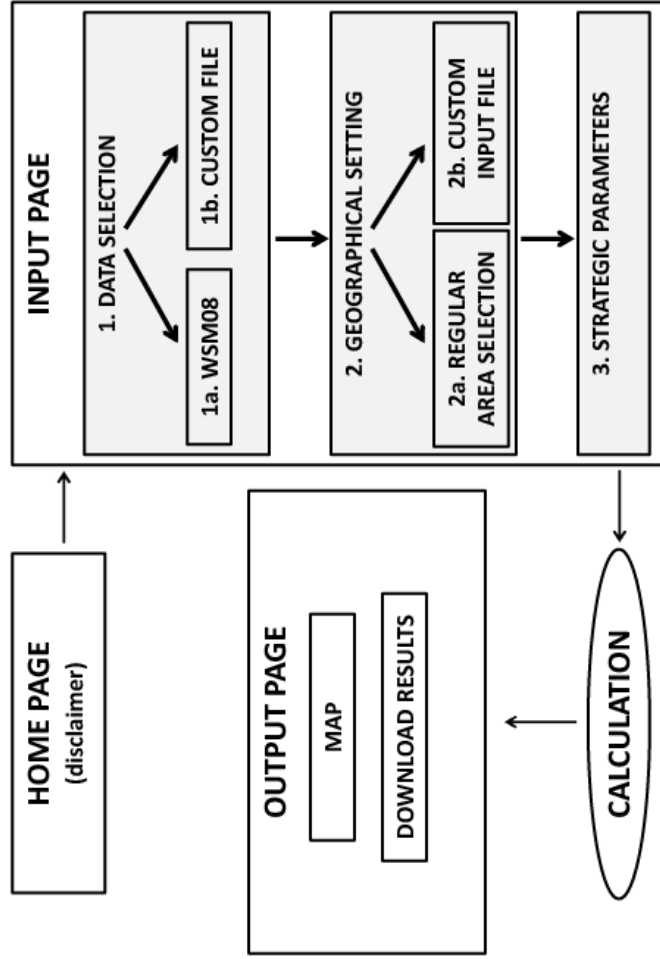 HOME PAGE
(disclaimer)
INPUT PAGE
1. DATA SELECTION
1a. WSM08
1b. CUSTOM FILE
2. GEOGRAPHICAL SETTING
2a. REGULAR
AREA SELECTION
2b. CUSTOM
INPUT FILE
3. STRATEGIC PARAMETERS
CALCULATION
OUTPUT PAGE
MAP
DOWNLOAD RESULTS